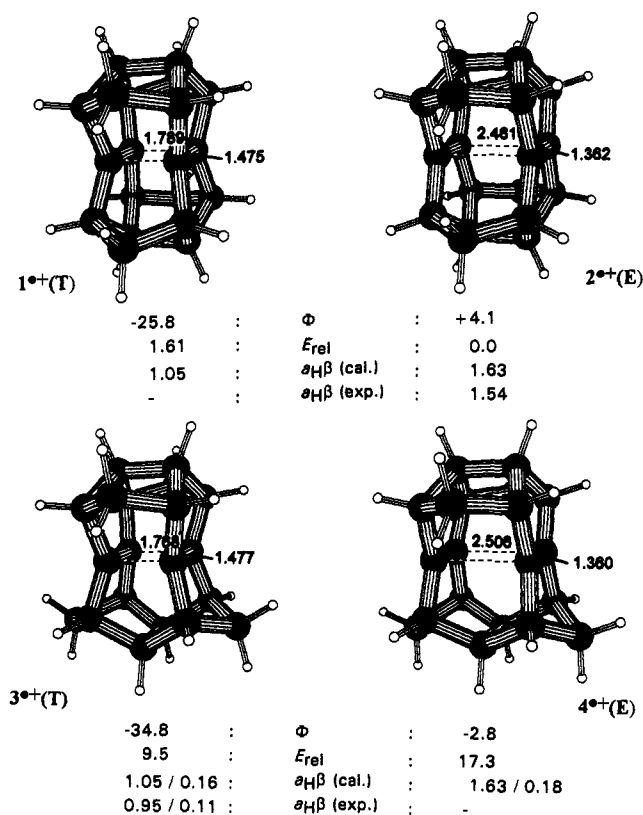 1.789 2.461
1.475 1.362
1•+(T) 2•+(E)
-25.8 : Φ : +4.1
1.61 : Erel : 0.0
1.05 : aHβ (cal.) : 1.63
- : aHβ (exp.) : 1.54
2.506
1.477 1.360
3•+(T) 4•+(E)
-34.8 : Φ : -2.8
9.5 : Erel : 17.3
1.05 / 0.16 : aHβ (cal.) : 1.63 / 0.18
0.95 / 0.11 : aHβ (exp.) : -